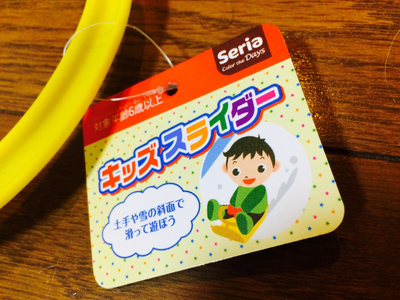 Seria
Color the Days
対象年齢6歳以上
キッズスライダー
土手や雪の斜面で
滑って遊ぼう